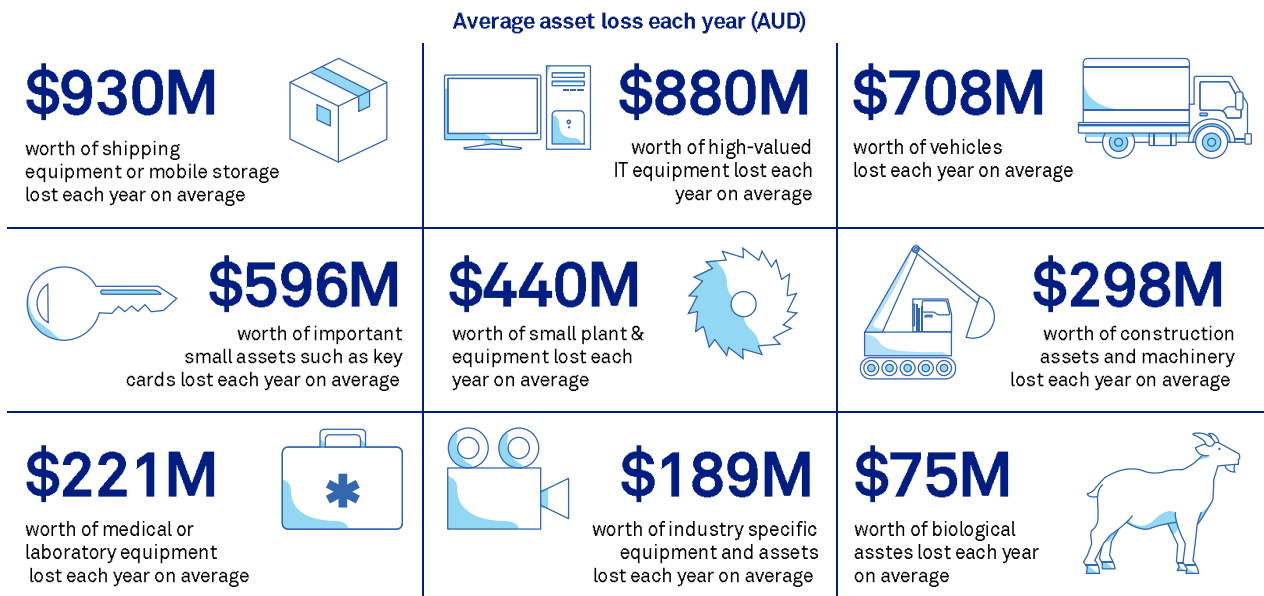 Average asset loss each year (AUD)
$930M
worth of shipping
equipment or mobile storage
lost each year on average
$880M
worth of high-valued
IT equipment lost each
year on average
$708M
worth of vehicles
lost each year on average
$596M
worth of important
small assets such as key
cards lost each year on average
$440M
worth of small plant &
equipment lost each
year on average
$298M
worth of construction
assets and machinery
lost each year on average
$221M
worth of medical or
laboratory equipment
lost each year on average
$189M
worth of industry specific
equipment and assets
lost each year on average
$75M
worth of biological
asstes lost each year
on average